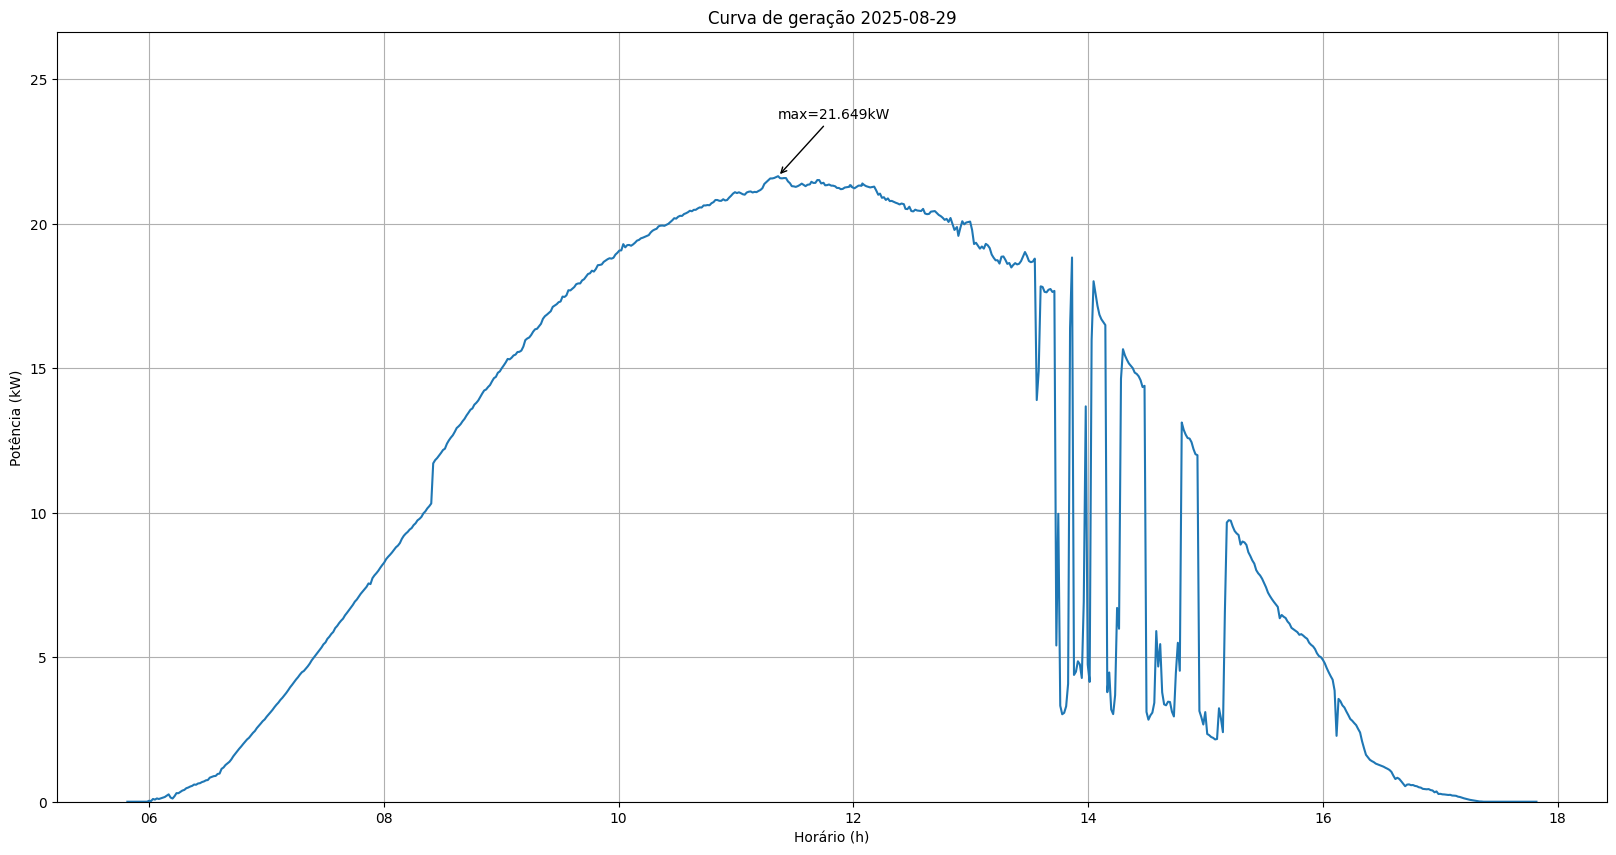 Curva de geração 2025-08-29
max=21.649kW
Potência (kW)
25
20
15
10
5
0
06 08 10 12 14 16 18
Horário (h)